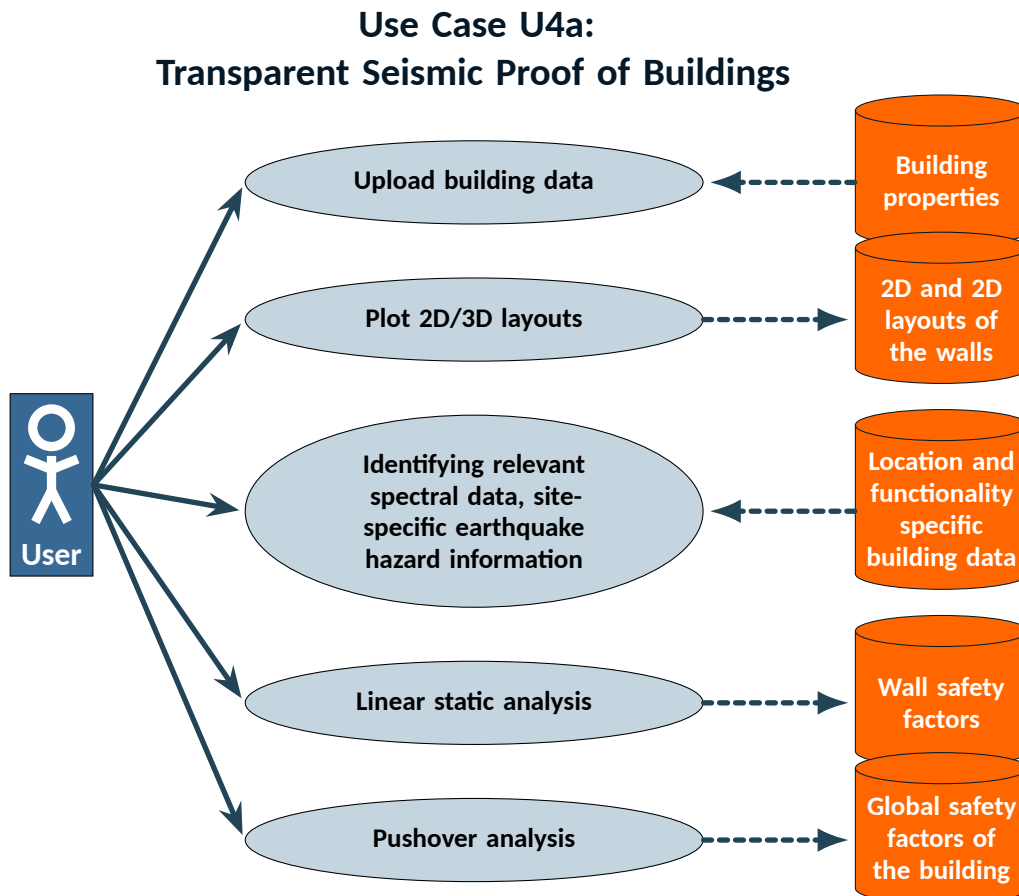 Use Case U4a:
Transparent Seismic Proof of Buildings
Upload building data
Building
properties
Plot 2D/3D layouts
2D and 2D
layouts of
the walls
User
Identifying relevant
spectral data, site-
specific earthquake
hazard information
Location and
functionality
specific
building data
Linear static analysis
Wall safety
factors
Pushover analysis
Global safety
factors of
the building